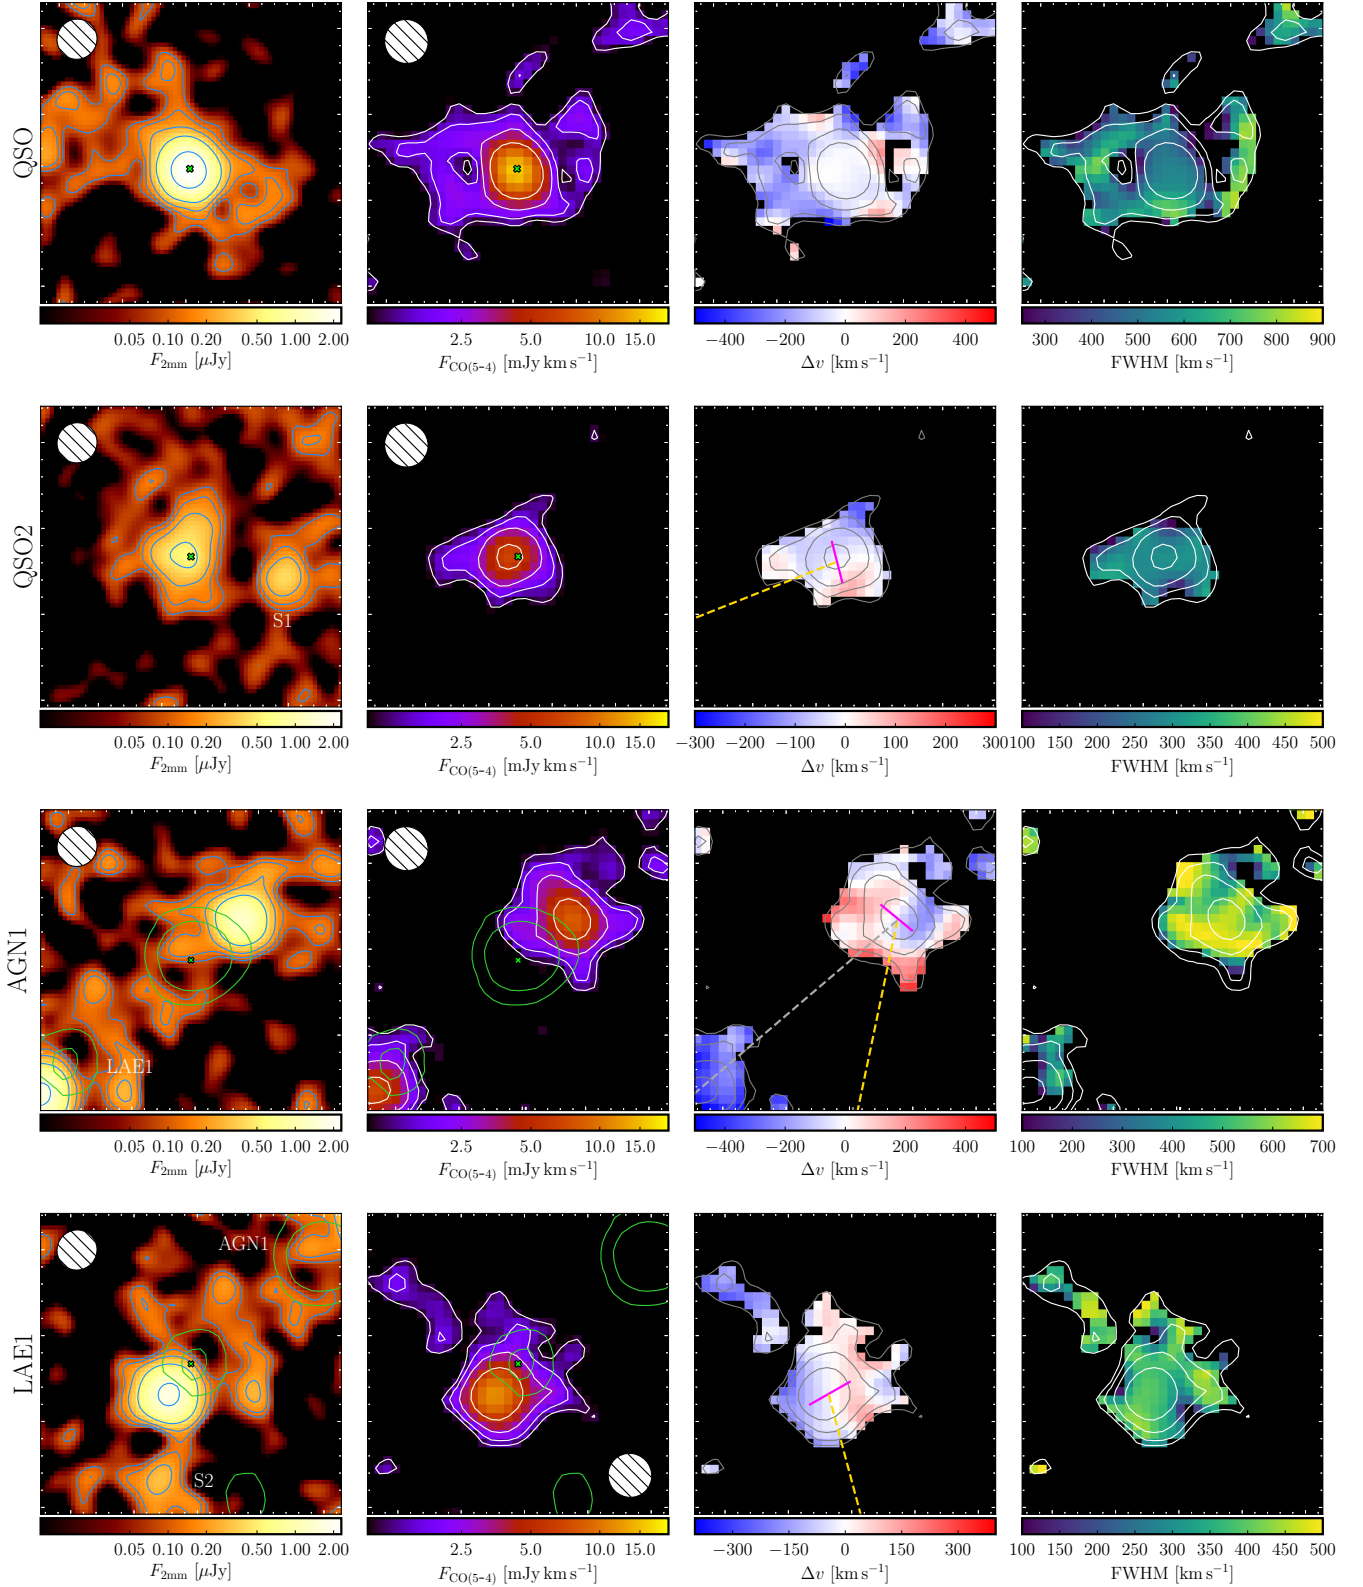 QSO
0.05 0.10 0.20 0.50 1.00 2.00
F2mm [μJy]
2.5 5.0 10.0 15.0
FCO(5-4) [mJy km s−1]
−400 −200 0 200 400
Δv [km s−1]
300 400 500 600 700 800 900
FWHM [km s−1]
QSO2
S1
0.05 0.10 0.20 0.50 1.00 2.00
F2mm [μJy]
2.5 5.0 10.0 15.0
FCO(5-4) [mJy km s−1]
−300 −200 −100 0 100 200 300
Δv [km s−1]
100 150 200 250 300 350 400 450 500
FWHM [km s−1]
AGN1
LAE1
0.05 0.10 0.20 0.50 1.00 2.00
F2mm [μJy]
2.5 5.0 10.0 15.0
FCO(5-4) [mJy km s−1]
−400 −200 0 200 400
Δv [km s−1]
100 200 300 400 500 600 700
FWHM [km s−1]
LAE1
AGN1
S2
0.05 0.10 0.20 0.50 1.00 2.00
F2mm [μJy]
2.5 5.0 10.0 15.0
FCO(5-4) [mJy km s−1]
−300 −150 0 150 300
Δv [km s−1]
100 150 200 250 300 350 400 450 500
FWHM [km s−1]